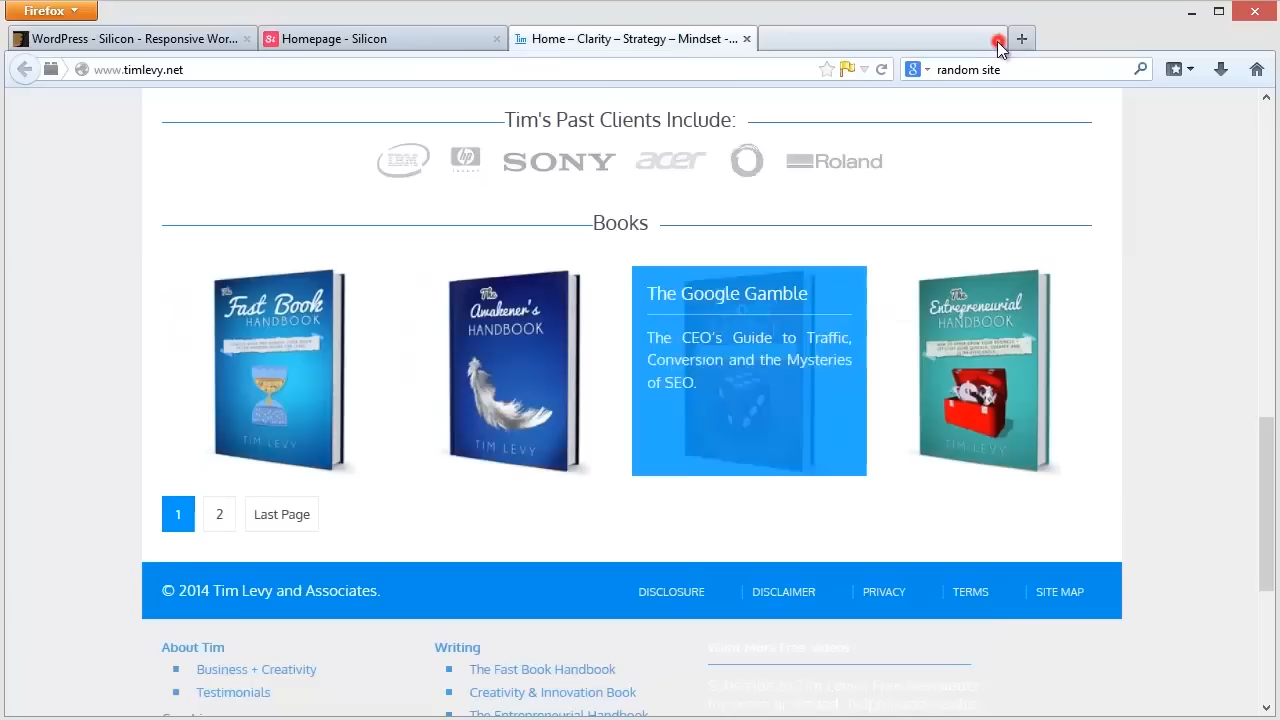 Firefox
WordPress - Silicon - Responsive Wor...
Homepage - Silicon
Home – Clarity – Strategy – Mindset -...
www.timlevy.net
random site
Tim's Past Clients Include:
IBM hp SONY acer Roland
Books
The Fast Book HANDBOOK
TIM LEVY
The Awakener's HANDBOOK
TIM LEVY
The Google Gamble
The CEO's Guide to Traffic,
Conversion and the Mysteries
of SEO.
The Entrepreneurial HANDBOOK
TIM LEVY
1 2 Last Page
© 2014 Tim Levy and Associates.
DISCLOSURE DISCLAIMER PRIVACY TERMS SITE MAP
About Tim
Business + Creativity
Testimonials
Writing
The Fast Book Handbook
Creativity & Innovation Book
The Entrepreneurial Handbook